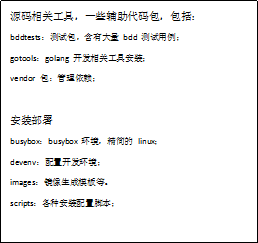 源码相关工具，一些辅助代码包，包括：
bddtests：测试包，含有大量 bdd 测试用例；
gotools：golang 开发相关工具安装；
vendor 包：管理依赖；
安装部署
busybox：busybox 环境，精简的 linux；
devenv：配置开发环境；
images：镜像生成模板等。
scripts：各种安装配置脚本；